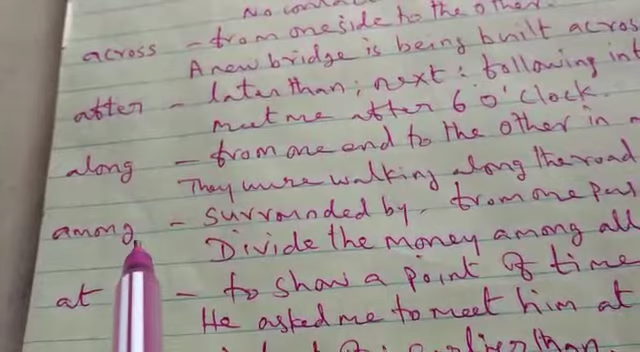 across - from one side to the other.
A new bridge is being built
after - later than; next; following
meet me after 6 o'clock.
along - from one end to the other in
They were walking along the road
among - surrounded by, from one
Divide the money among all
at - to show a point of time
He asked me to meet him at